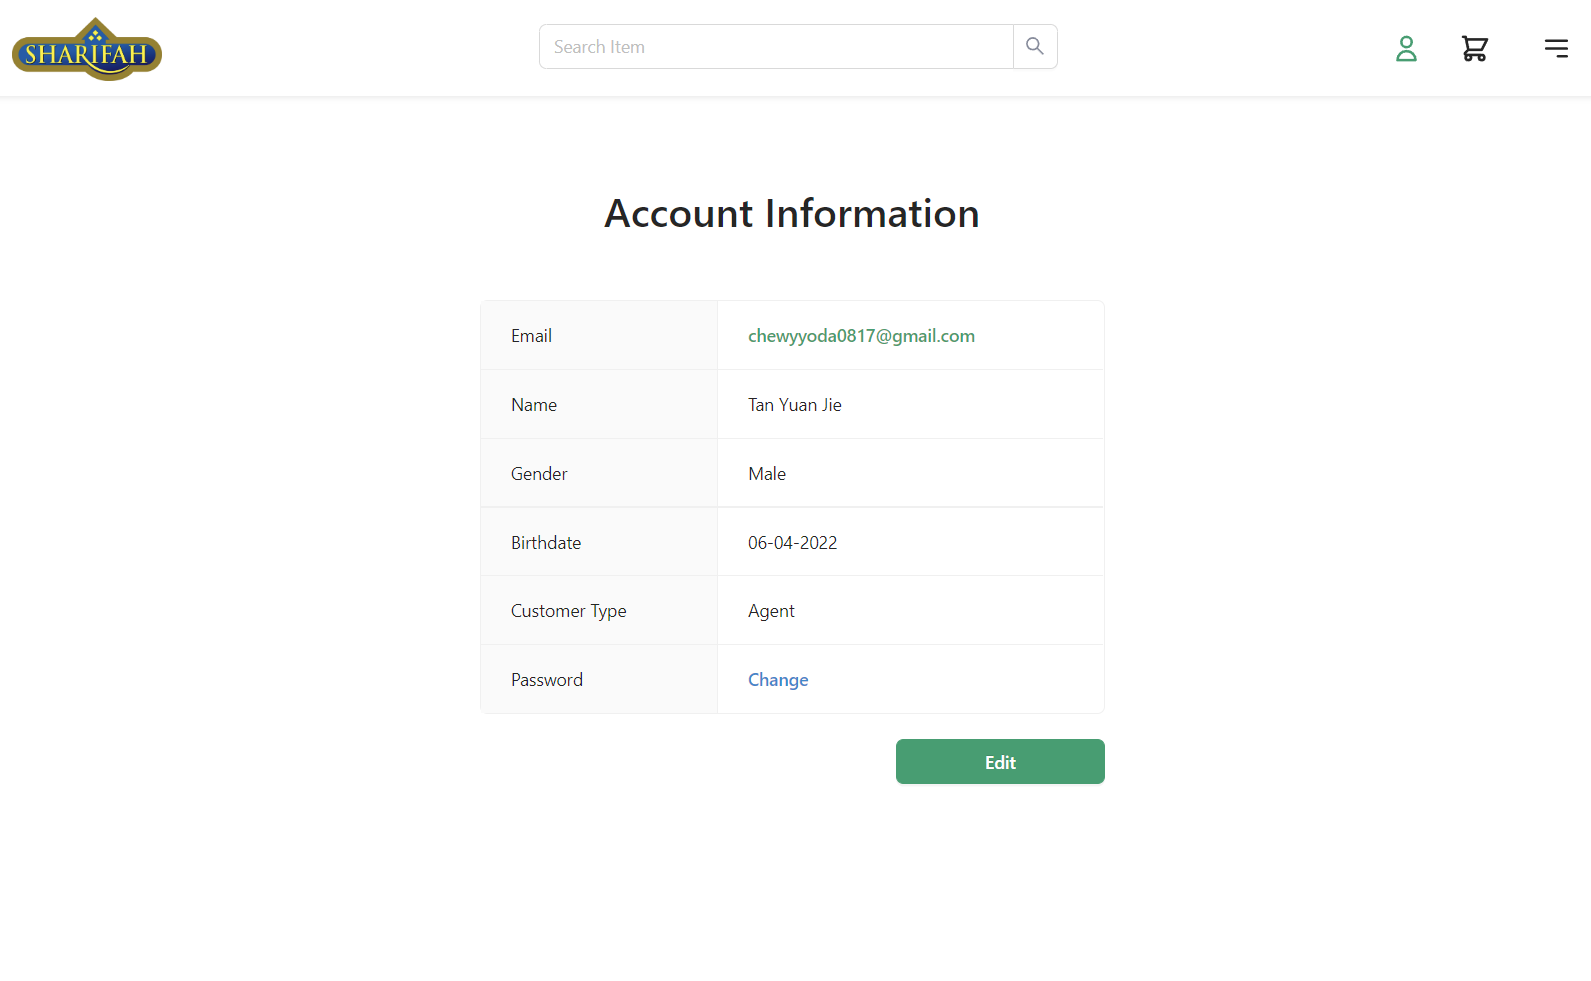 SHARIFAH
Search Item
Account Information
Email chewyyoda0817@gmail.com
Name Tan Yuan Jie
Gender Male
Birthdate 06-04-2022
Customer Type Agent
Password Change
Edit